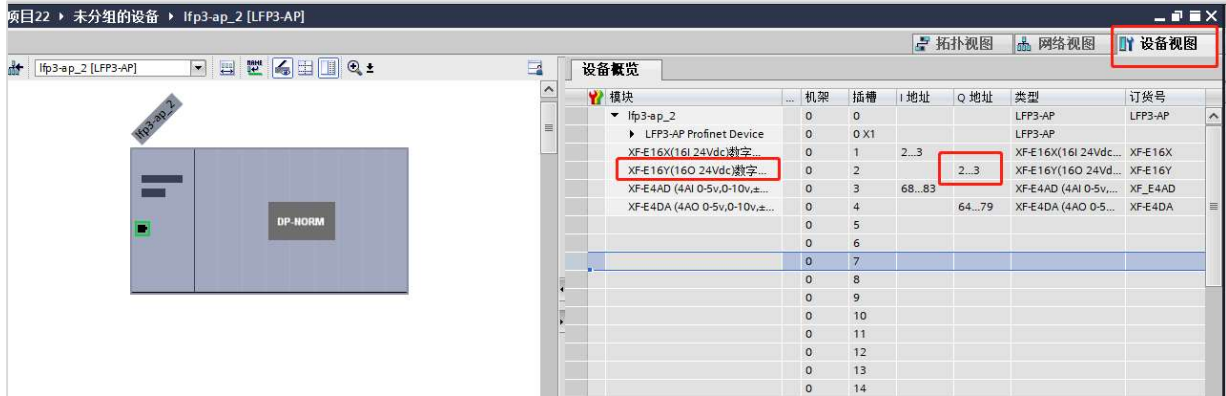 项目22 ▸ 未分组的设备 ▸ lfp3-ap_2 [LFP3-AP]
拓扑视图 网络视图 设备视图
lfp3-ap_2 [LFP3-AP]
设备概览
模块 ... 机架 插槽 I 地址 Q 地址 类型 订货号
lfp3-ap_2 0 0 LFP3-AP LFP3-AP
LFP3-AP Profinet Device 0 0 X1 LFP3-AP
XF-E16X(16I 24Vdc)数字... 0 1 2...3 XF-E16X(16I 24Vdc... XF-E16X
XF-E16Y(16O 24Vdc)数字... 0 2 2...3 XF-E16Y(16O 24Vd... XF-E16Y
XF-E4AD (4AI 0-5v,0-10v,±... 0 3 68...83 XF-E4AD (4AI 0-5v,... XF_E4AD
XF-E4DA (4AO 0-5v,0-10v,±... 0 4 64...79 XF-E4DA (4AO 0-5... XF-E4DA
0 5
0 6
0 7
0 8
0 9
0 10
0 11
0 12
0 13
0 14
lfp3-ap_2
DP-NORM